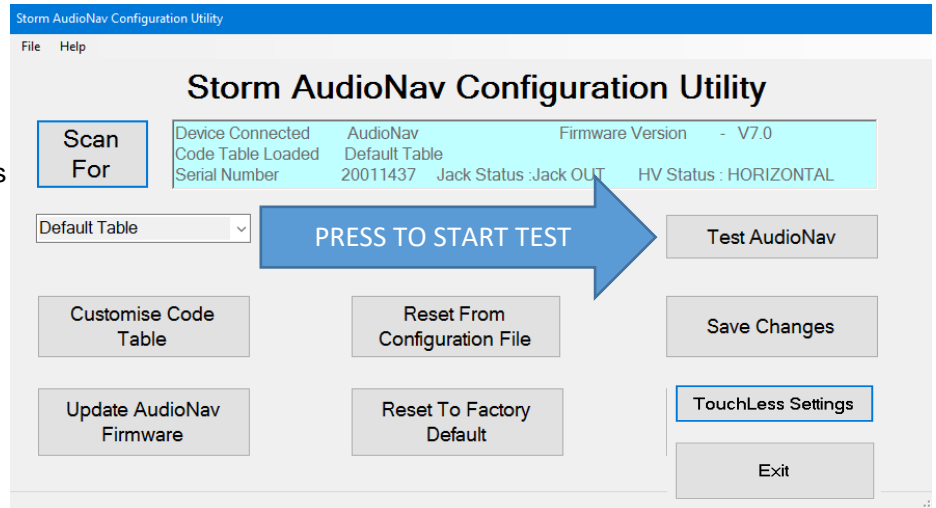 Storm AudioNav Configuration Utility
File Help
Storm AudioNav Configuration Utility
Scan
For
Device Connected AudioNav Firmware Version - V7.0
Code Table Loaded Default Table
Serial Number 20011437 Jack Status :Jack OUT HV Status : HORIZONTAL
s
Default Table
PRESS TO START TEST
Test AudioNav
Customise Code
Table
Reset From
Configuration File
Save Changes
Update AudioNav
Firmware
Reset To Factory
Default
TouchLess Settings
Exit